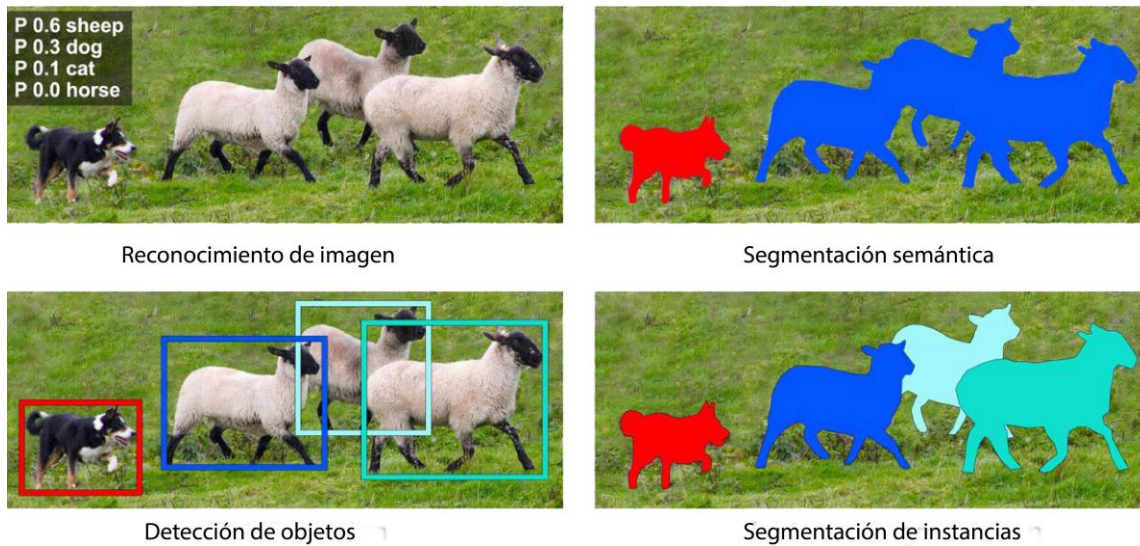 P 0.6 sheep
P 0.3 dog
P 0.1 cat
P 0.0 horse
Reconocimiento de imagen
Segmentación semántica
Detección de objetos
Segmentación de instancias